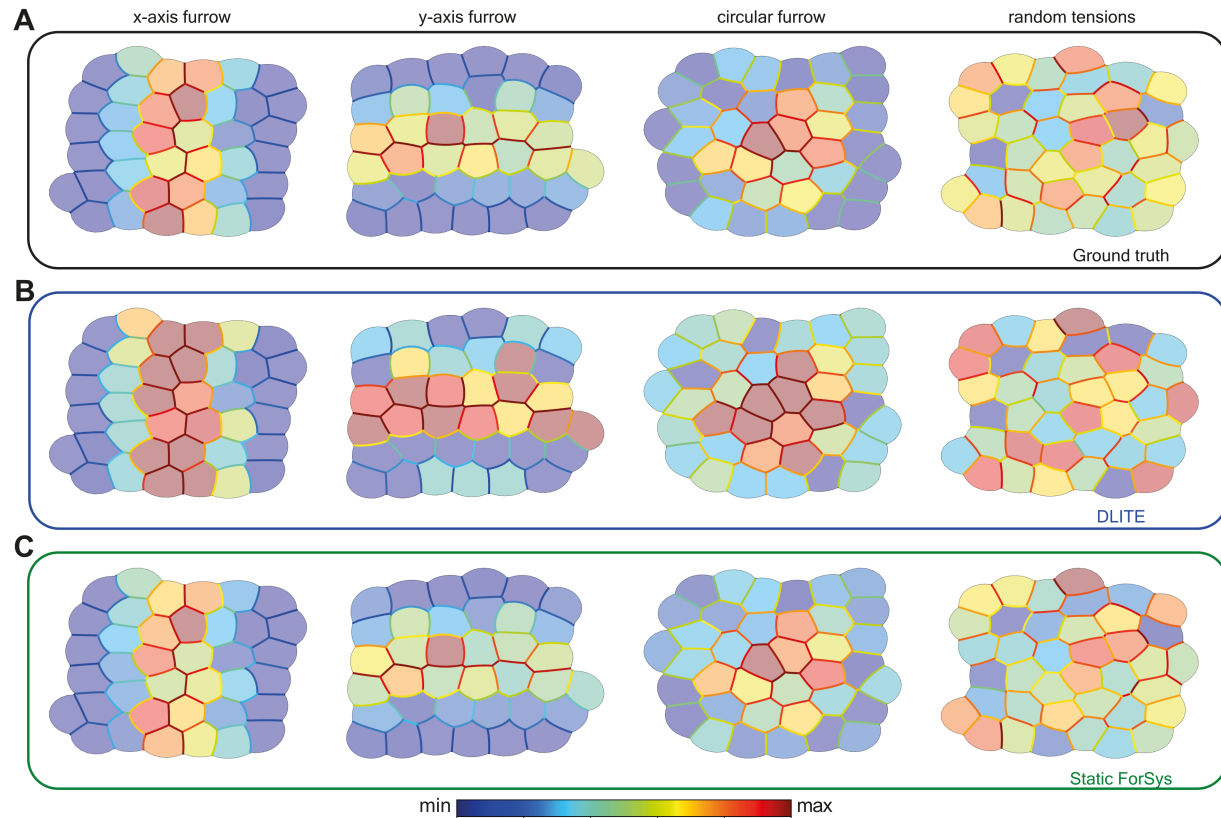 A
x-axis furrow
y-axis furrow
circular furrow
random tensions
Ground truth
B
DLITE
C
Static ForSys
min
max